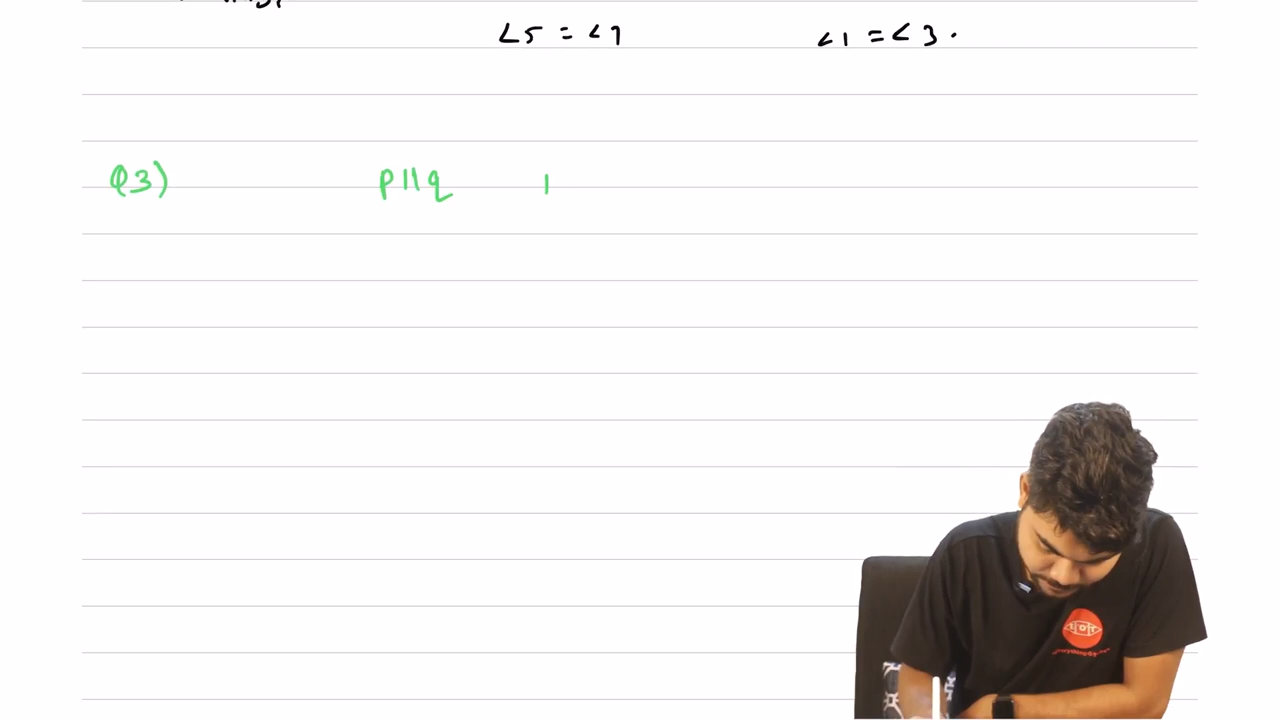 ∠5 = ∠7 ∠1 = ∠3.
Q3) p||q